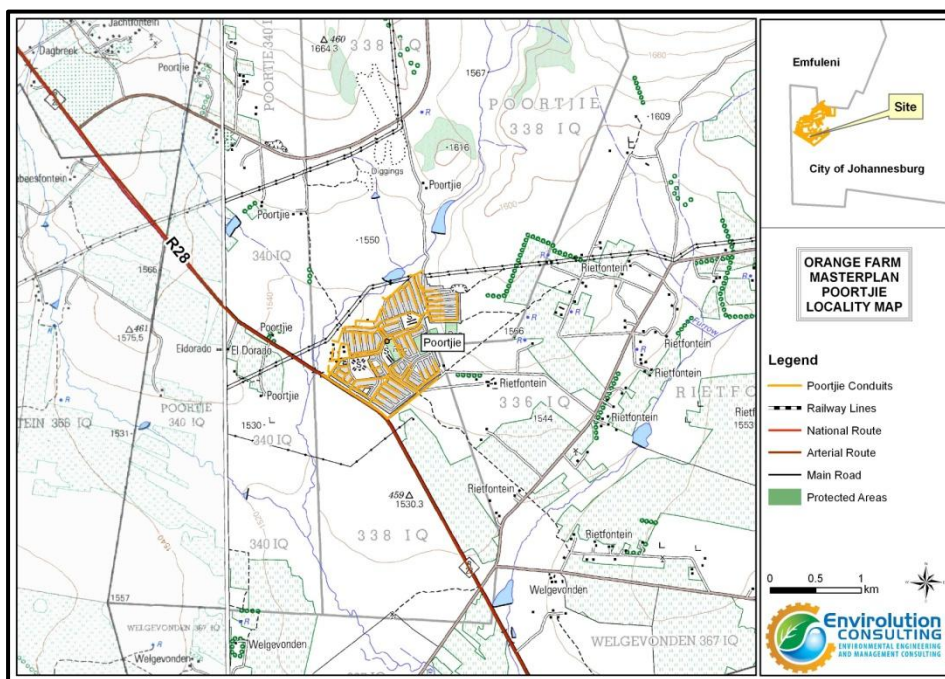 Jachtfontein
Dagbreek
Poortjie
POORTJIE 340 IQ
460
1664.3
338 IQ
1567
POORTJIE
338 IQ
1609
1616
Diggings
Poortjie
R28
Poortjie
1550
340 IQ
1600
1566
1640
Rietfontein
Rietfontein
461
1575.5
Poortjie
Eldorado
El Dorado
Poortjie
1566
Poortjie
Furrow
Rietfontein
Rietfontein
Rietfontein
336 IQ
1544
Rietfontein
1553
POORTJIE
340 IQ
1531
1530
340 IQ
459
1530.3
Rietfontein
338 IQ
340 IQ
1540
Rietfontein
1557
WELGEVONDEN 367 IQ
Welgevonden
Welgevonden
Welgevonden
WELGEVONDEN 367 IQ
Emfuleni
Site
City of Johannesburg
ORANGE FARM
MASTERPLAN
POORTJIE
LOCALITY MAP
Legend
Poortjie Conduits
Railway Lines
National Route
Arterial Route
Main Road
Protected Areas
0 0.5 1
km
Envirolution
CONSULTING
ENVIRONMENTAL ENGINEERING
AND MANAGEMENT CONSULTING